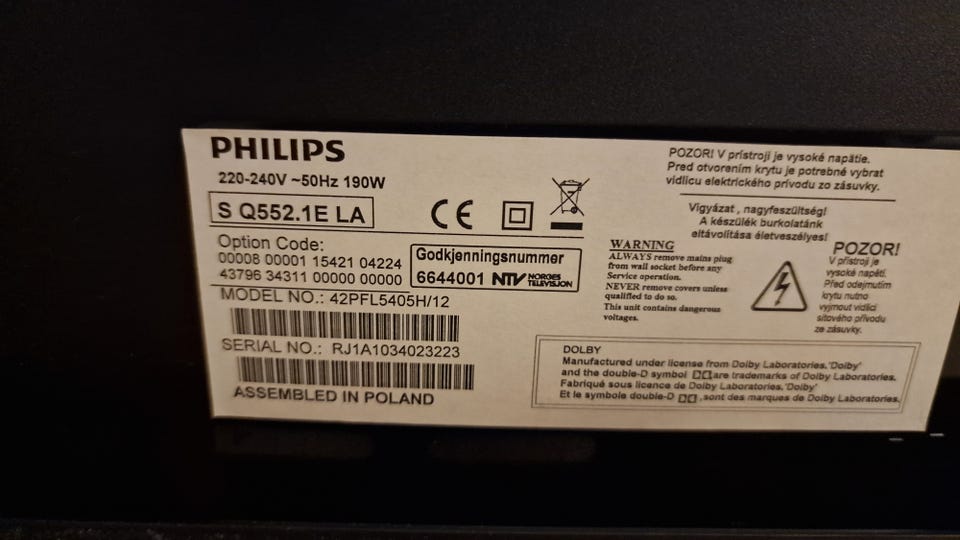 PHILIPS
220-240V ~50Hz 190W
S Q552.1E LA
CE
Option Code:
00008 00001 15421 04224
43796 34311 00000 00000
Godkjenningsnummer
6644001 NTV NORGES TELEVISJON
MODEL NO.: 42PFL5405H/12
SERIAL NO.: RJ1A1034023223
ASSEMBLED IN POLAND
POZOR! V prístroji je vysoké napätie.
Pred otvorením krytu je potrebné vybrat
vidlicu elektrického prívodu zo zásuvky.
Vigyázat , nagyfeszültség!
A készülék burkolatánk
eltávolítása életveszélyes!
WARNING
ALWAYS remove mains plug
from wall socket before any
Service operation.
NEVER remove covers unless
qualified to do so.
This unit contains dangerous
voltages.
POZOR!
V přístroji je
vysoké napětí.
Před odejmutím
krytu nutno
vyjmout vidlici
síťového přívodu
ze zásuvky.
DOLBY
Manufactured under license from Dolby Laboratories.'Dolby'
and the double-D symbol are trademarks of Dolby Laboratories.
Fabriqué sous licence de Dolby Laboratories.'Dolby'
Et le symbole double-D ,sont des marques de Dolby Laboratories.